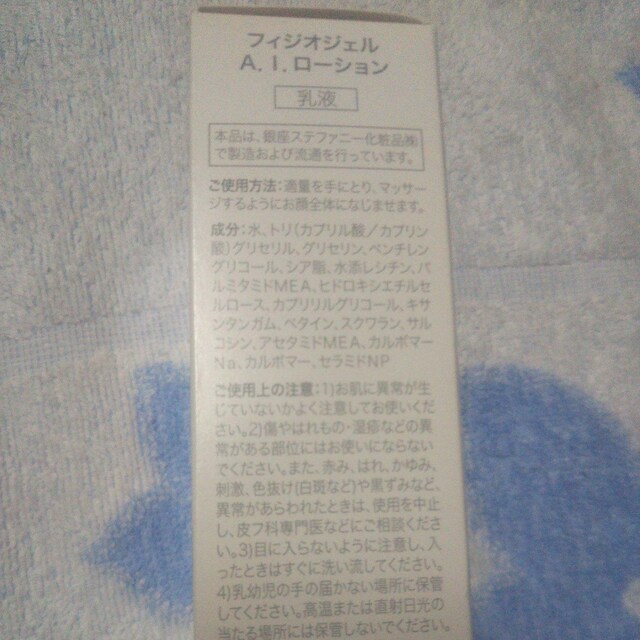 フィジオジェル
A.I.ローション
乳液
本品は、銀座ステファニー化粧品㈱
で製造および流通を行っています。
ご使用方法:適量を手にとり、マッサー
ジするようにお顔全体になじませます。
成分:水、トリ(カプリル酸/カプリン
酸)グリセリル、グリセリン、ペンチレン
グリコール、シア脂、水添レシチン、パ
ルミタミドMEA、ヒドロキシエチルセ
ルロース、カプリリルグリコール、キサ
ンタンガム、ベタイン、スクワラン、サル
コシン、アセタミドMEA、カルボマー
Na、カルボマー、セラミドNP
ご使用上の注意:1)お肌に異常が生
じていないかよく注意してお使いくだ
さい。2)傷やはれもの・湿疹などの異
常がある部位にはお使いにならない
でください。また、赤み、はれ、かゆみ、
刺激、色抜け(白斑など)や黒ずみなど
異常があらわれたときは、使用を中止
し、皮フ科専門医などにご相談くださ
い。3)目に入らないように注意し、入
ったときはすぐに洗い流してください。
4)乳幼児の手の届かない場所に保管
してください。高温または直射日光の
当たる場所には保管しないでください。